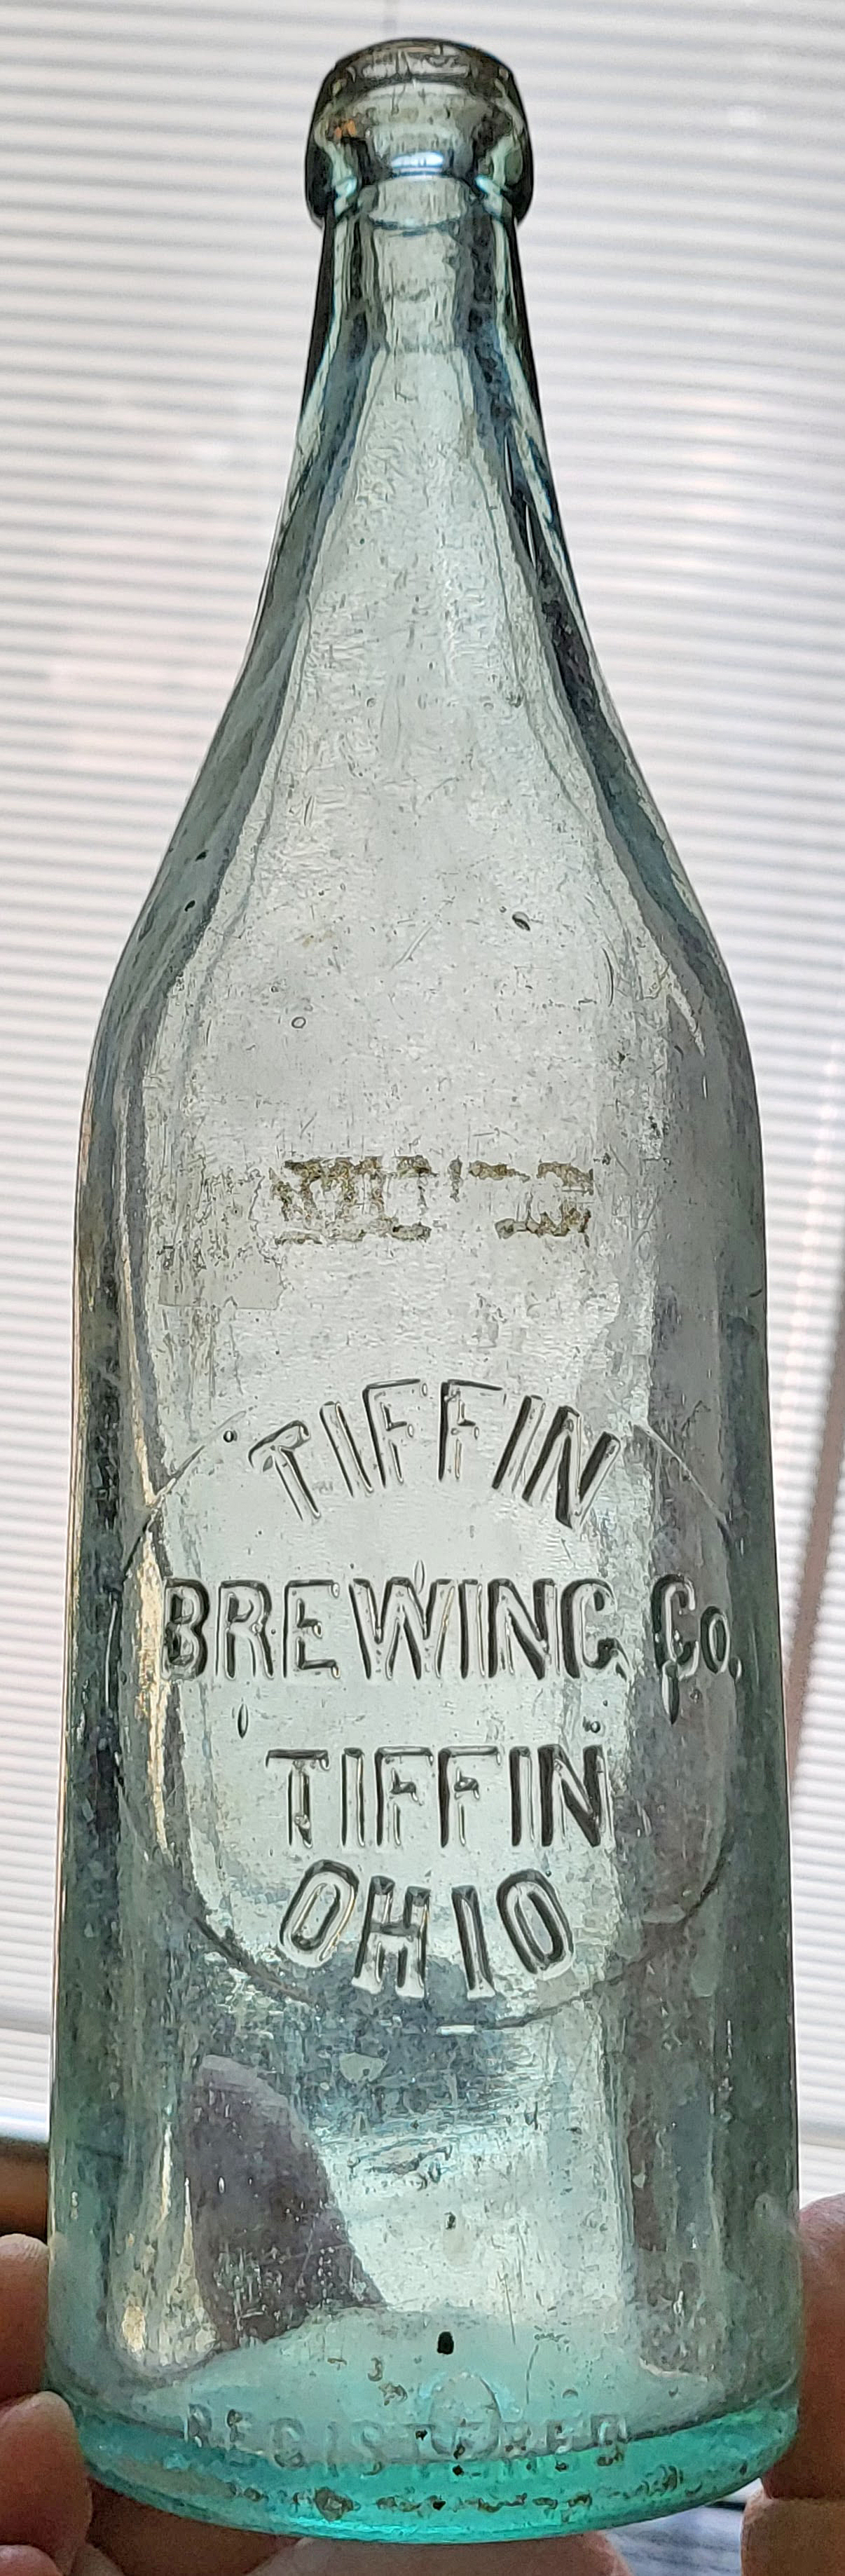 TIFFIN
BREWING Co.
TIFFIN
OHIO
REGISTERED